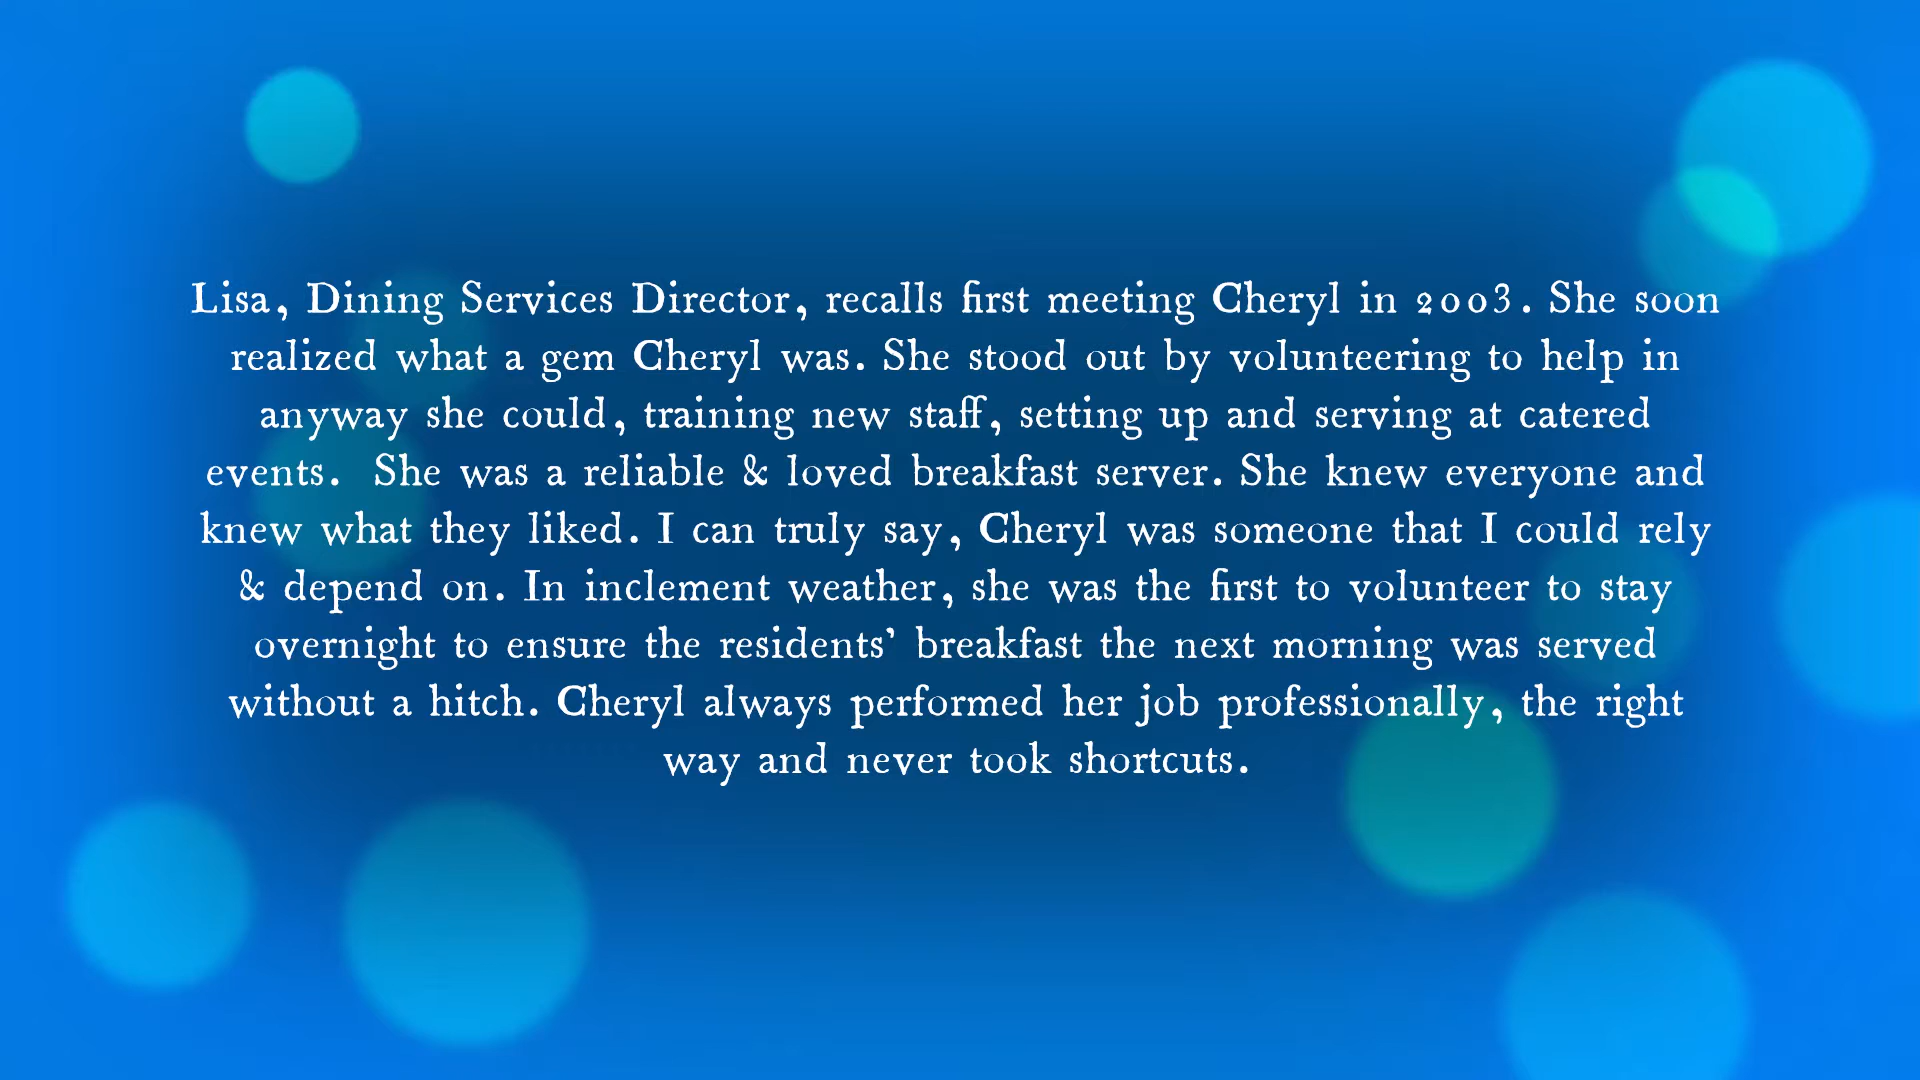 Lisa, Dining Services Director, recalls first meeting Cheryl in 2003. She soon
realized what a gem Cheryl was. She stood out by volunteering to help in
anyway she could, training new staff, setting up and serving at catered
events.  She was a reliable & loved breakfast server. She knew everyone and
knew what they liked. I can truly say, Cheryl was someone that I could rely
& depend on. In inclement weather, she was the first to volunteer to stay
overnight to ensure the residents’ breakfast the next morning was served
without a hitch. Cheryl always performed her job professionally, the right
way and never took shortcuts.